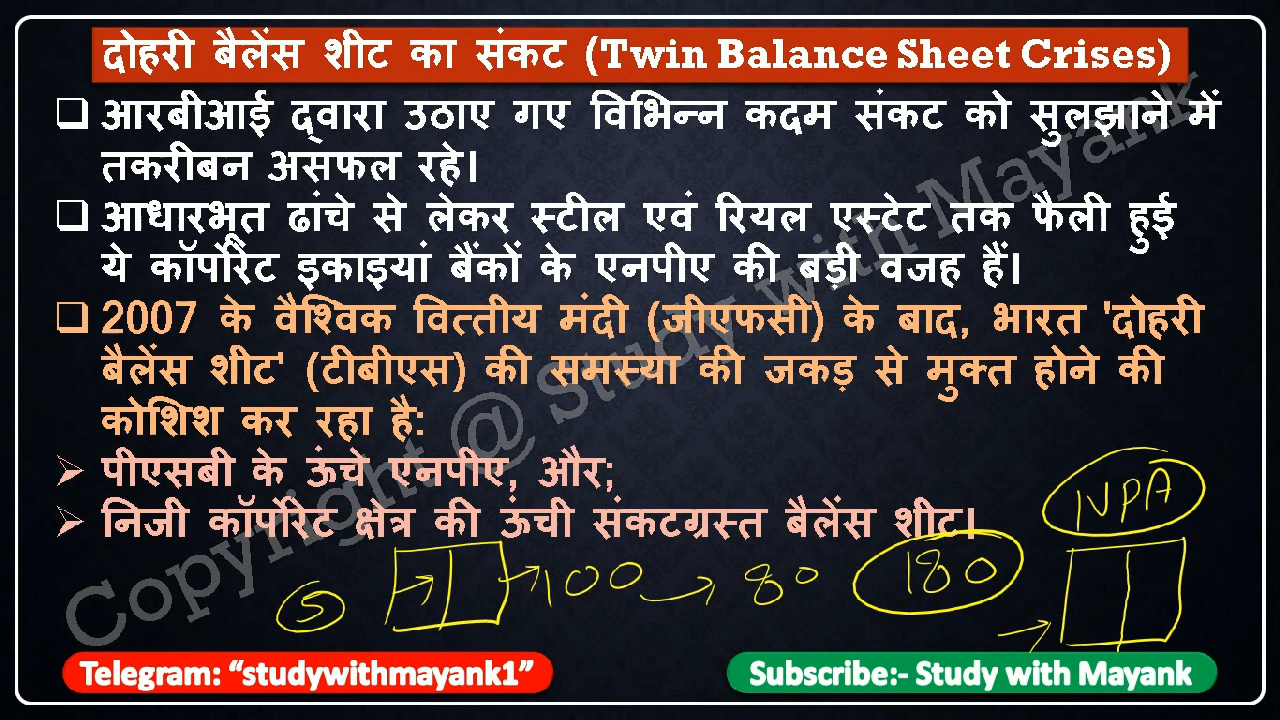 दोहरी बैलेंस शीट का संकट (Twin Balance Sheet Crises)
❑ आरबीआई द्वारा उठाए गए विभिन्न कदम संकट को सुलझाने में
तकरीबन असफल रहे।
❑ आधारभूत ढांचे से लेकर स्टील एवं रियल एस्टेट तक फैली हुई
ये कॉर्पोरेट इकाइयां बैंकों के एनपीए की बड़ी वजह हैं।
❑ 2007 के वैश्विक वित्तीय मंदी (जीएफसी) के बाद, भारत 'दोहरी
बैलेंस शीट' (टीबीएस) की समस्या की जकड़ से मुक्त होने की
कोशिश कर रहा है:
➢ पीएसबी के ऊंचे एनपीए, और;
➢ निजी कॉर्पोरेट क्षेत्र की ऊंची संकटग्रस्त बैलेंस शीट।
NPA
5 → → 100 → 80 180 →
Copyright @ Study with Mayank
Telegram: “studywithmayank1”
Subscribe:- Study with Mayank